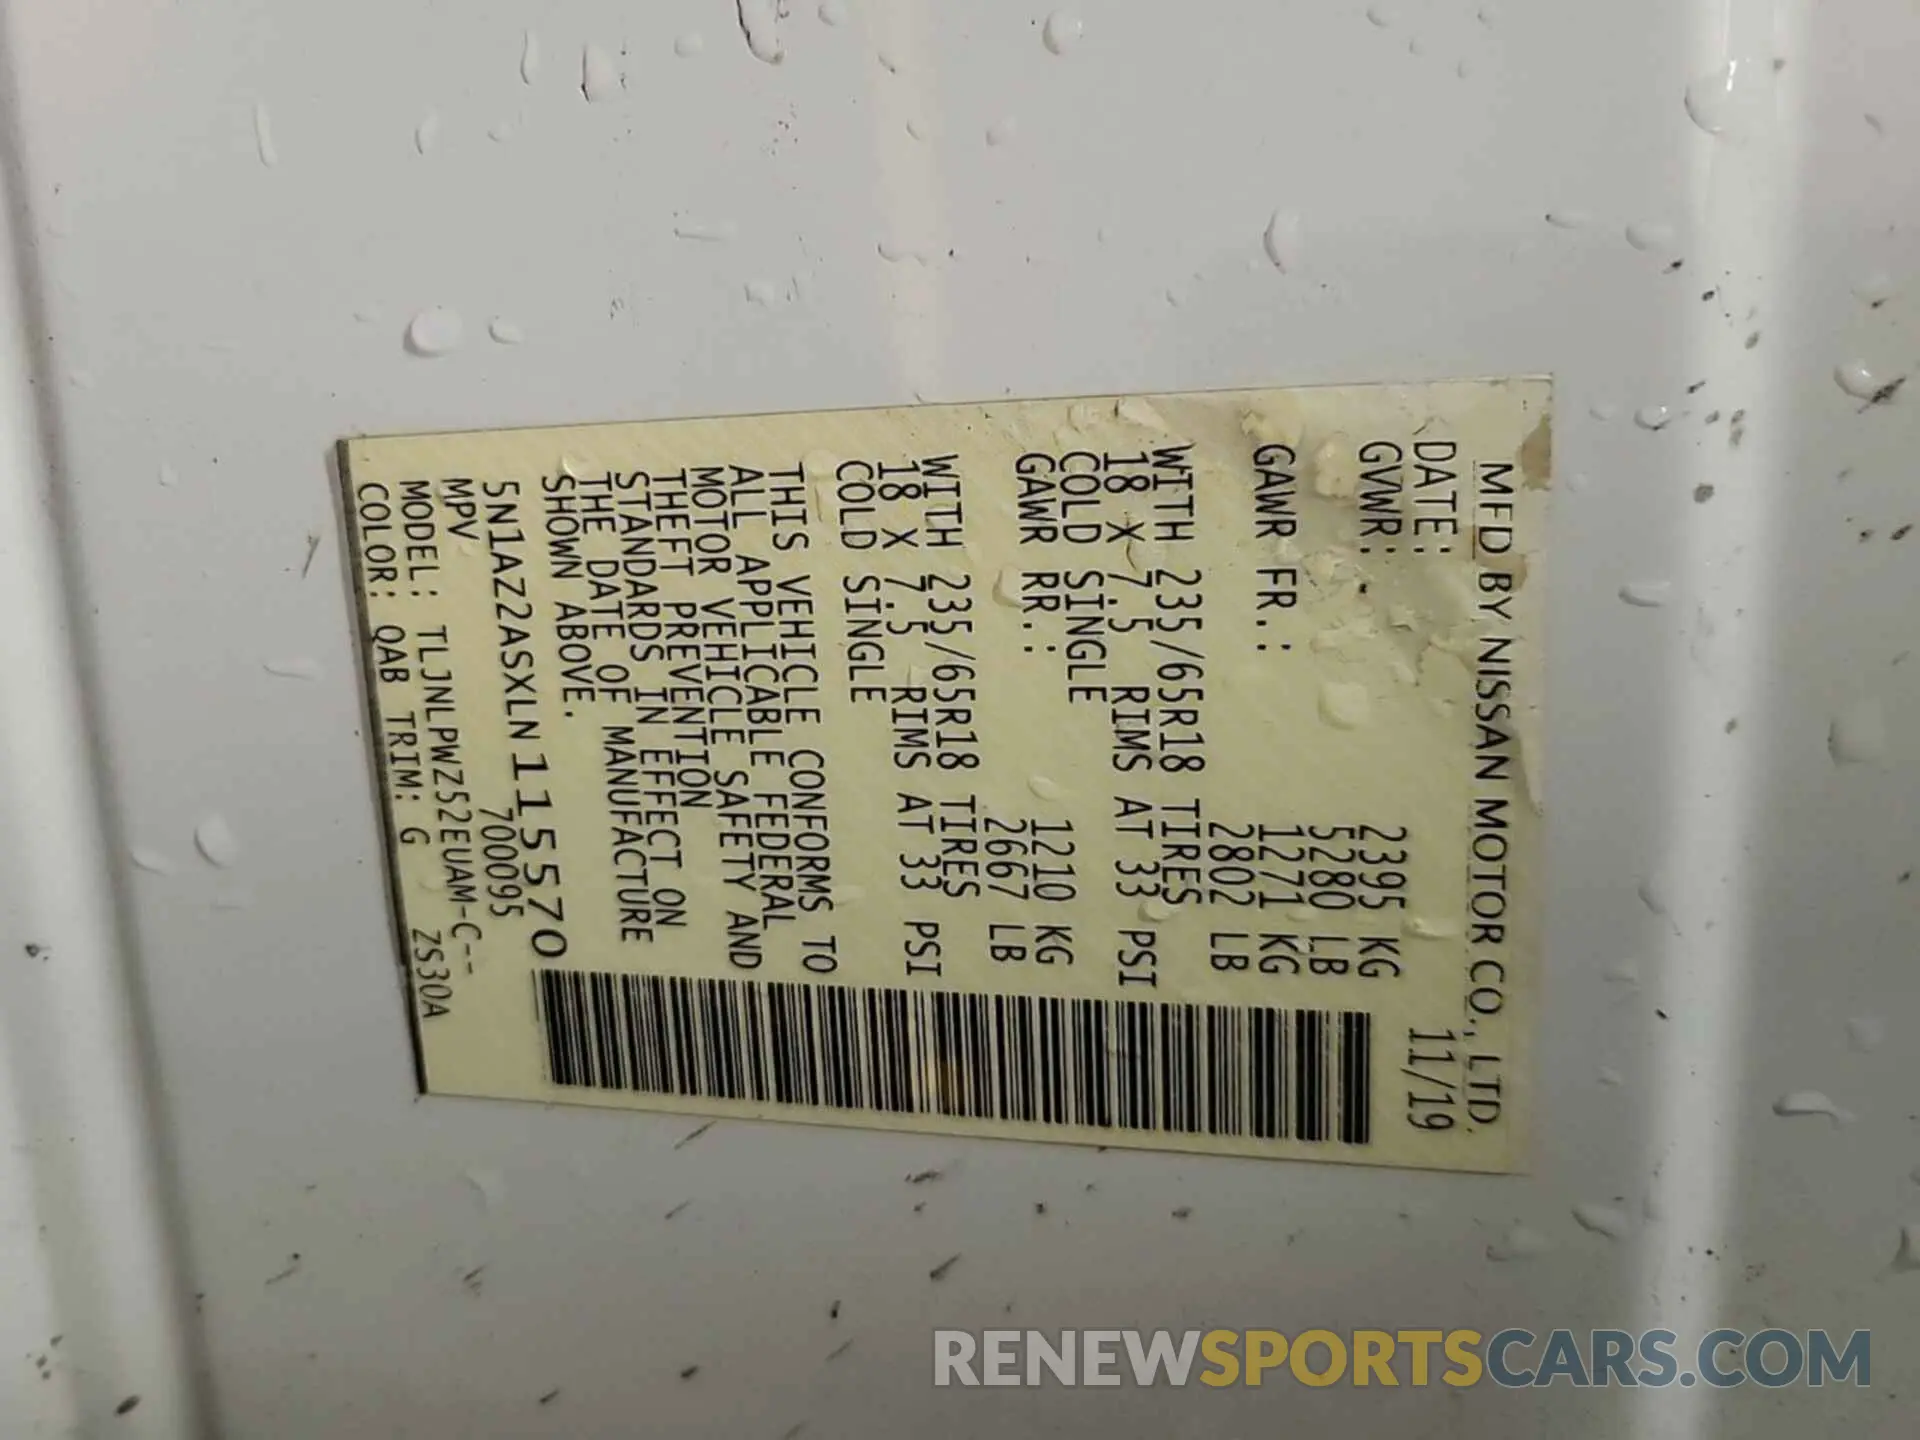 MFD BY NISSAN MOTOR CO., LTD.
DATE: 11/19
GVWR: 2395 KG
5280 LB
GAWR FR.: 1271 KG
2802 LB
WITH 235/65R18 TIRES
18 X 7.5 RIMS AT 33 PSI
COLD SINGLE
GAWR RR.: 1210 KG
2667 LB
WITH 235/65R18 TIRES
18 X 7.5 RIMS AT 33 PSI
COLD SINGLE
THIS VEHICLE CONFORMS TO
ALL APPLICABLE FEDERAL
MOTOR VEHICLE SAFETY AND
THEFT PREVENTION
STANDARDS IN EFFECT ON
THE DATE OF MANUFACTURE
SHOWN ABOVE.
5N1AZ2ASXLN115570
MPV 700095
MODEL: TLJNLPWZ52EUAM-C--
COLOR: QAB TRIM: G ZS30A
RENEWSPORTSCARS.COM